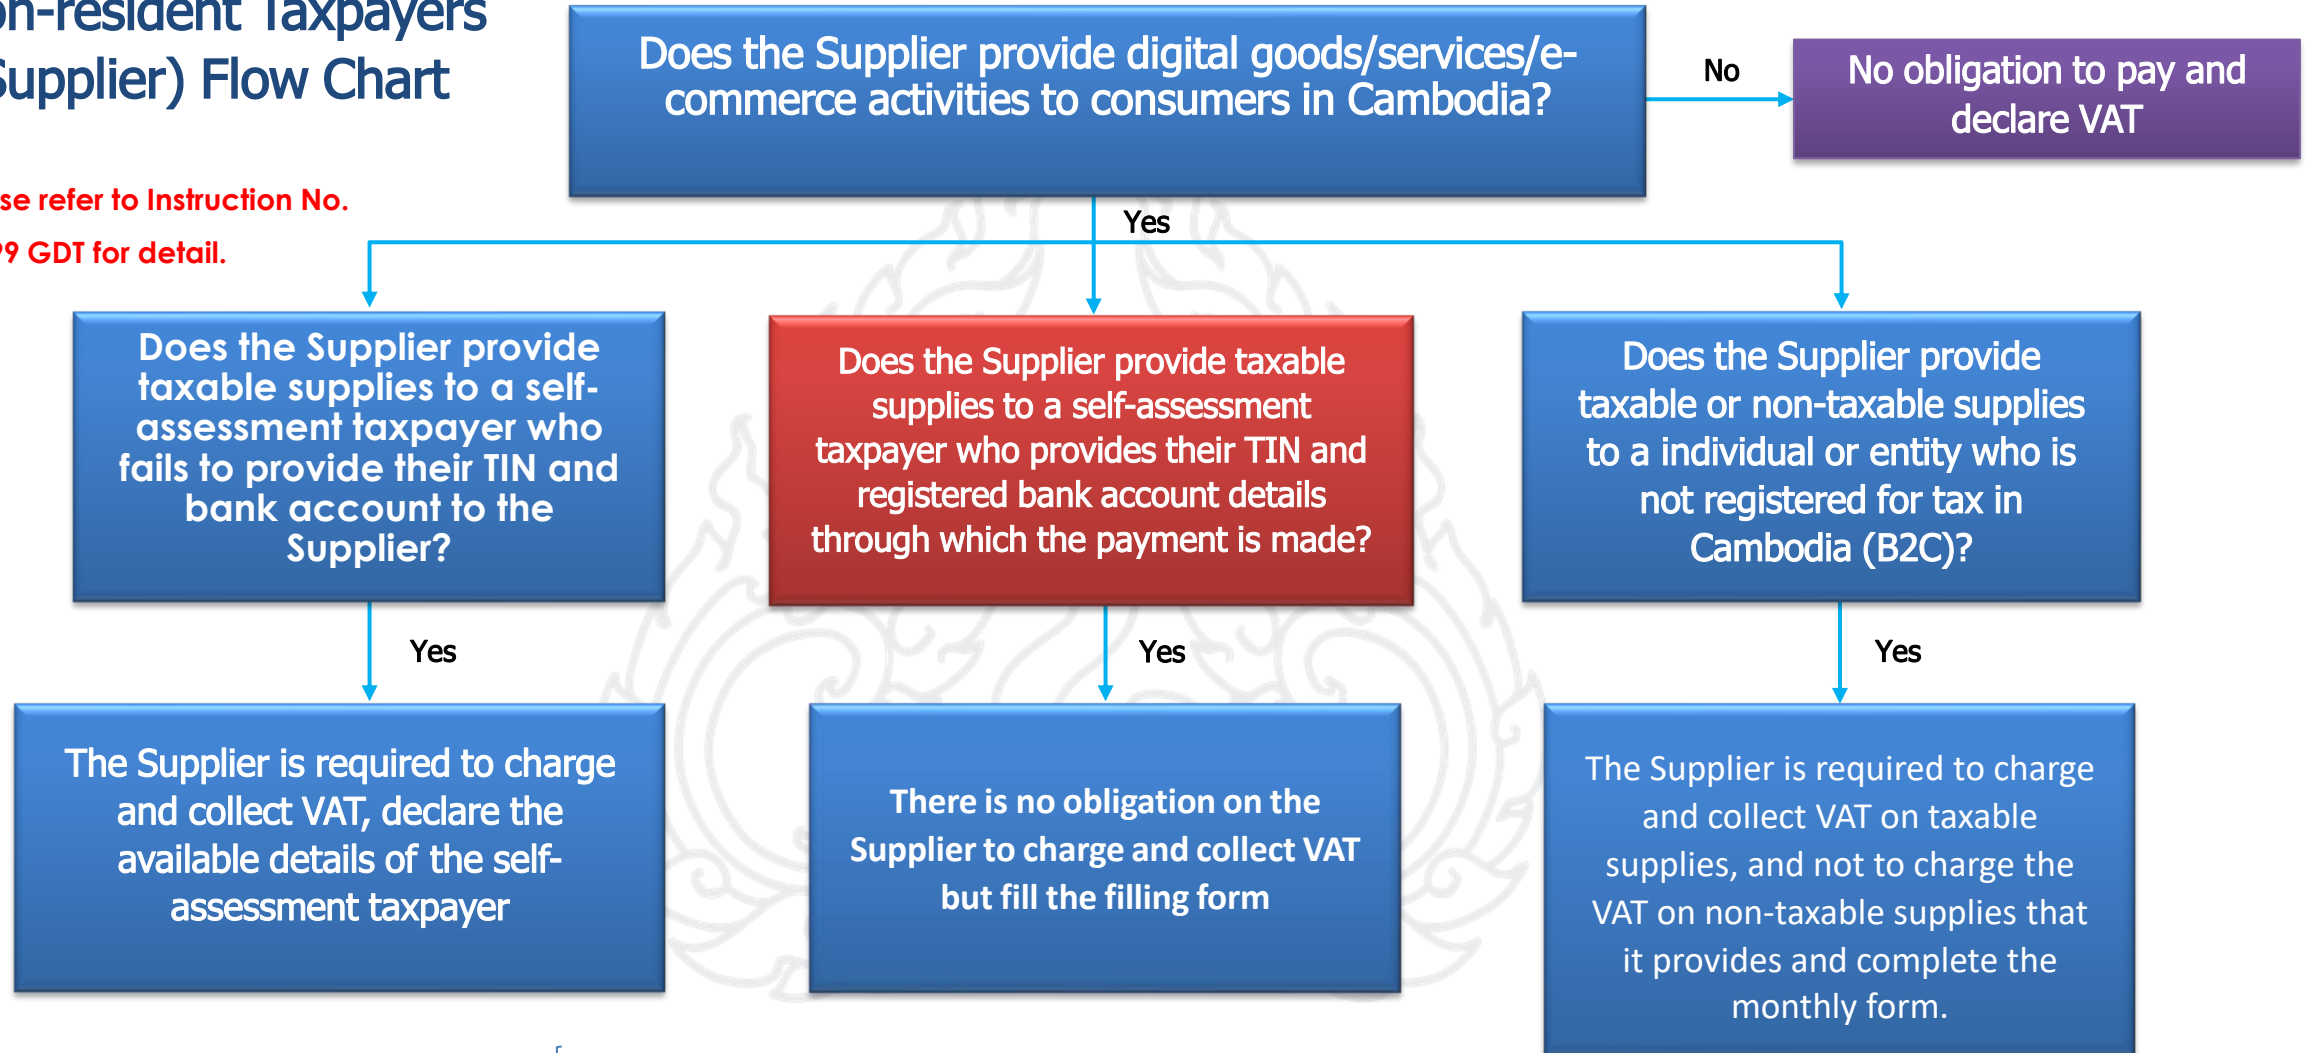 on-resident Taxpayers
Supplier) Flow Chart
se refer to Instruction No.
99 GDT for detail.
Does the Supplier provide digital goods/services/e-
commerce activities to consumers in Cambodia?
No
No obligation to pay and
declare VAT
Yes
Does the Supplier provide
taxable supplies to a self-
assessment taxpayer who
fails to provide their TIN and
bank account to the
Supplier?
Does the Supplier provide taxable
supplies to a self-assessment
taxpayer who provides their TIN and
registered bank account details
through which the payment is made?
Does the Supplier provide
taxable or non-taxable supplies
to a individual or entity who is
not registered for tax in
Cambodia (B2C)?
Yes
Yes
Yes
The Supplier is required to charge
and collect VAT, declare the
available details of the self-
assessment taxpayer
There is no obligation on the
Supplier to charge and collect VAT
but fill the filling form
The Supplier is required to charge
and collect VAT on taxable
supplies, and not to charge the
VAT on non-taxable supplies that
it provides and complete the
monthly form.